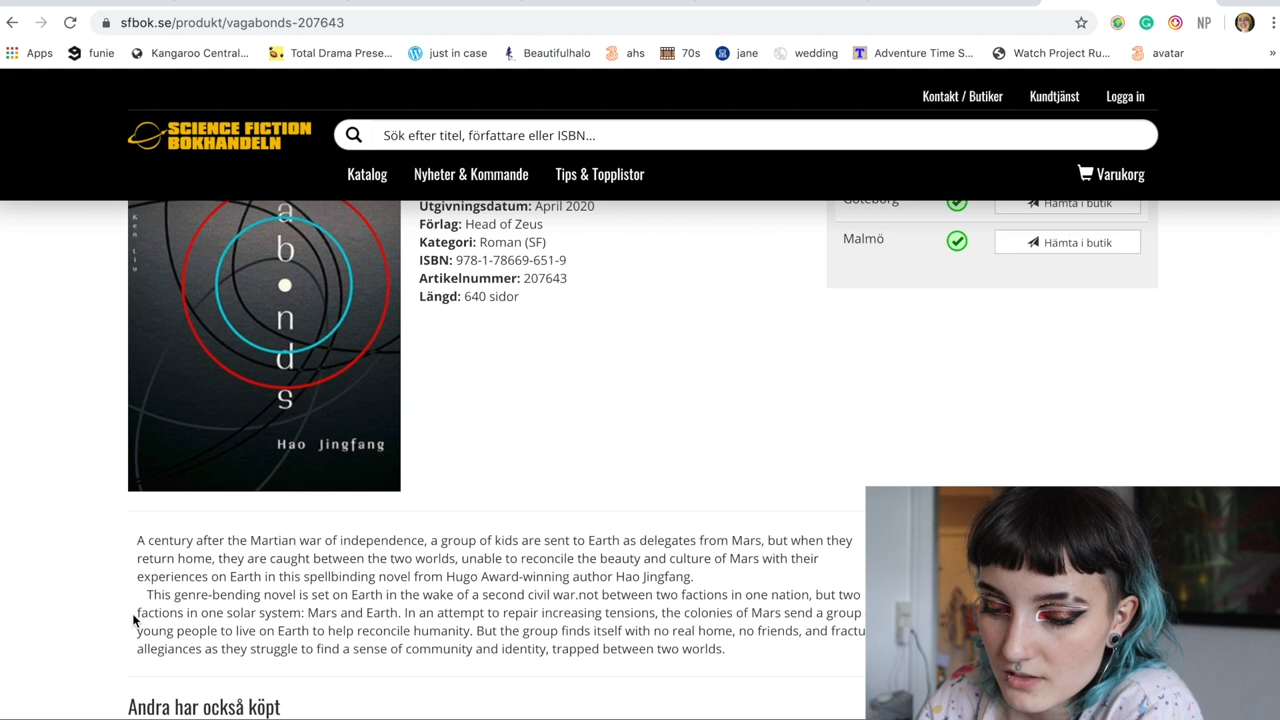 sfbok.se/produkt/vagabonds-207643
NP
Apps funie Kangaroo Central... Total Drama Prese... just in case Beautifulhalo ahs 70s jane wedding Adventure Time S... Watch Project Ru... avatar »
Kontakt / Butiker Kundtjänst Logga in
SCIENCE FICTION
BOKHANDELN
Sök efter titel, författare eller ISBN...
Katalog Nyheter & Kommande Tips & Topplistor Varukorg
Ken Liu
a
b
n
d
s
Hao Jingfang
Utgivningsdatum: April 2020
Förlag: Head of Zeus
Kategori: Roman (SF)
ISBN: 978-1-78669-651-9
Artikelnummer: 207643
Längd: 640 sidor
Göteborg Hämta i butik
Malmö Hämta i butik
A century after the Martian war of independence, a group of kids are sent to Earth as delegates from Mars, but when they
return home, they are caught between the two worlds, unable to reconcile the beauty and culture of Mars with their
experiences on Earth in this spellbinding novel from Hugo Award-winning author Hao Jingfang.
This genre-bending novel is set on Earth in the wake of a second civil war.not between two factions in one nation, but two
factions in one solar system: Mars and Earth. In an attempt to repair increasing tensions, the colonies of Mars send a group
young people to live on Earth to help reconcile humanity. But the group finds itself with no real home, no friends, and fractu
allegiances as they struggle to find a sense of community and identity, trapped between two worlds.
Andra har också köpt